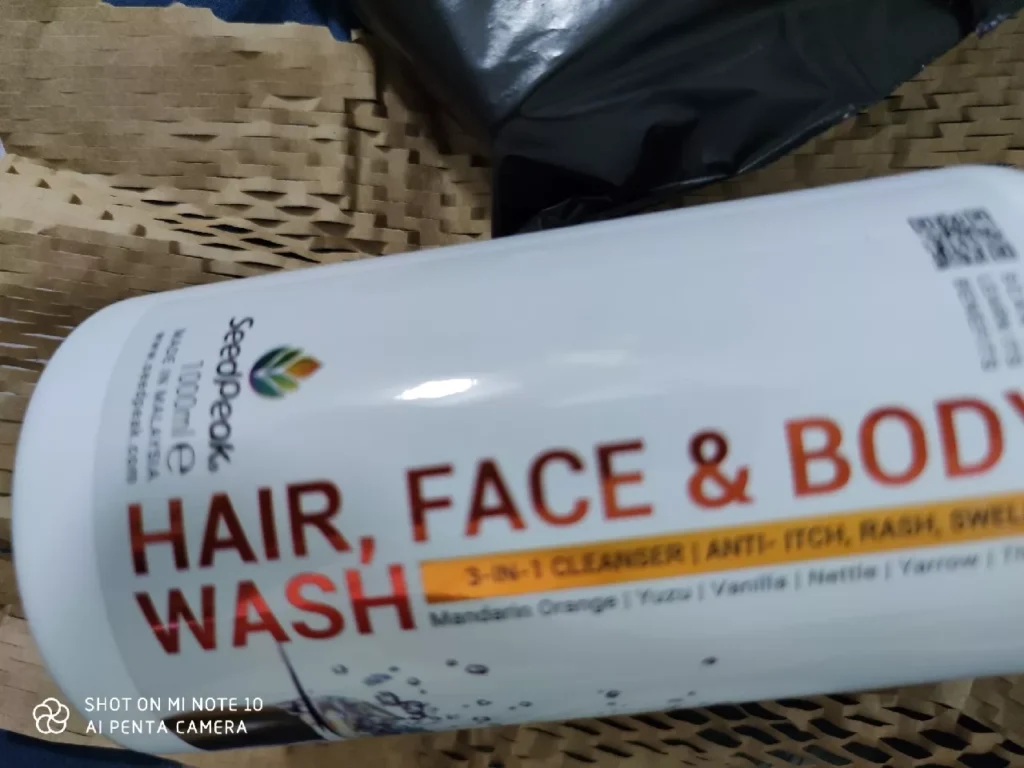 Seedpeak
1000ml e
MADE IN MALAYSIA
www.seedpeak.com
HAIR, FACE & BODY
WASH
3-IN-1 CLEANSER | ANTI- ITCH, RASH, SWEL
Mandarin Orange | Yuzu | Vanilla | Nettle | Yarrow | Th
SHOT ON MI NOTE 10
AI PENTA CAMERA